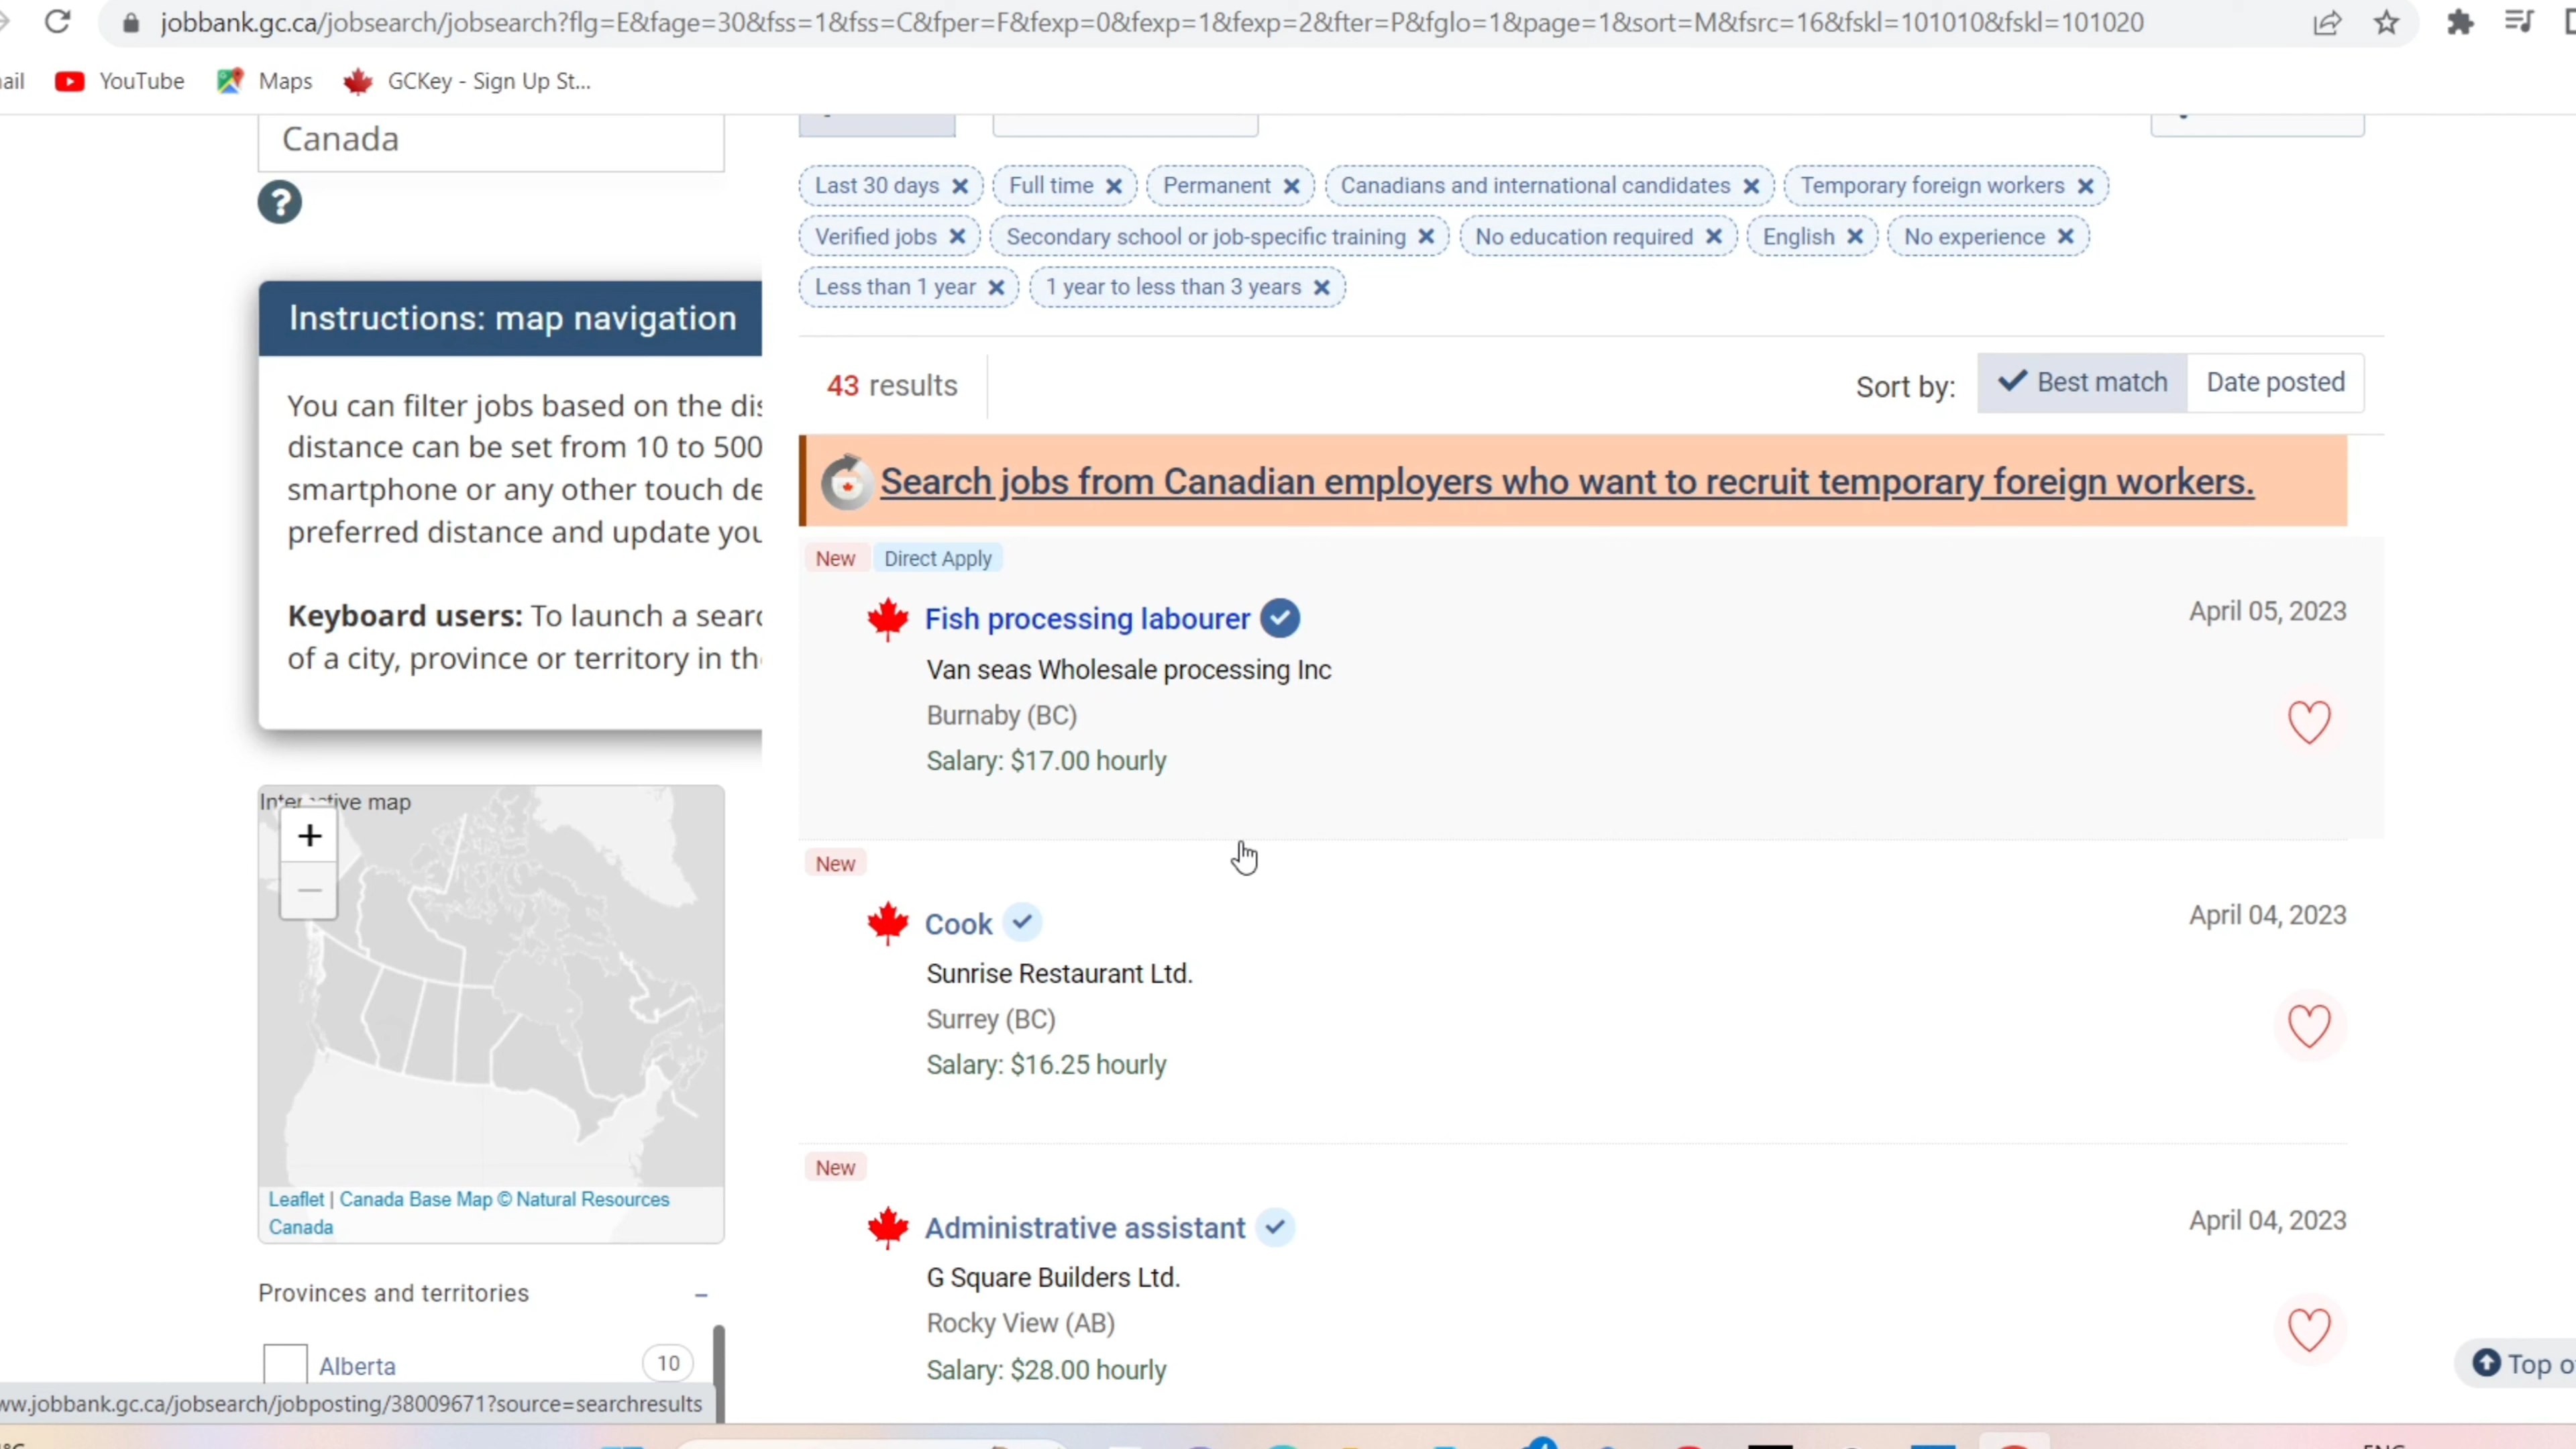 jobbank.gc.ca/jobsearch/jobsearch?flg=E&fage=30&fss=1&fss=C&fper=F&fexp=0&fexp=1&fexp=2&fter=P&fglo=1&page=1&sort=M&fsrc=16&fskl=101010&fskl=101020
ail YouTube Maps GCKey - Sign Up St...
Canada
?
Instructions: map navigation
You can filter jobs based on the dis
distance can be set from 10 to 500
smartphone or any other touch de
preferred distance and update you
Keyboard users: To launch a searc
of a city, province or territory in th
Interactive map
+
−
Leaflet | Canada Base Map © Natural Resources
Canada
Provinces and territories −
Alberta 10
ww.jobbank.gc.ca/jobsearch/jobposting/38009671?source=searchresults
Last 30 days × Full time × Permanent × Canadians and international candidates × Temporary foreign workers ×
Verified jobs × Secondary school or job-specific training × No education required × English × No experience ×
Less than 1 year × 1 year to less than 3 years ×
43 results
Sort by: Best match Date posted
Search jobs from Canadian employers who want to recruit temporary foreign workers.
New Direct Apply
Fish processing labourer April 05, 2023
Van seas Wholesale processing Inc
Burnaby (BC)
Salary: $17.00 hourly
New
Cook April 04, 2023
Sunrise Restaurant Ltd.
Surrey (BC)
Salary: $16.25 hourly
New
Administrative assistant April 04, 2023
G Square Builders Ltd.
Rocky View (AB)
Salary: $28.00 hourly
Top o